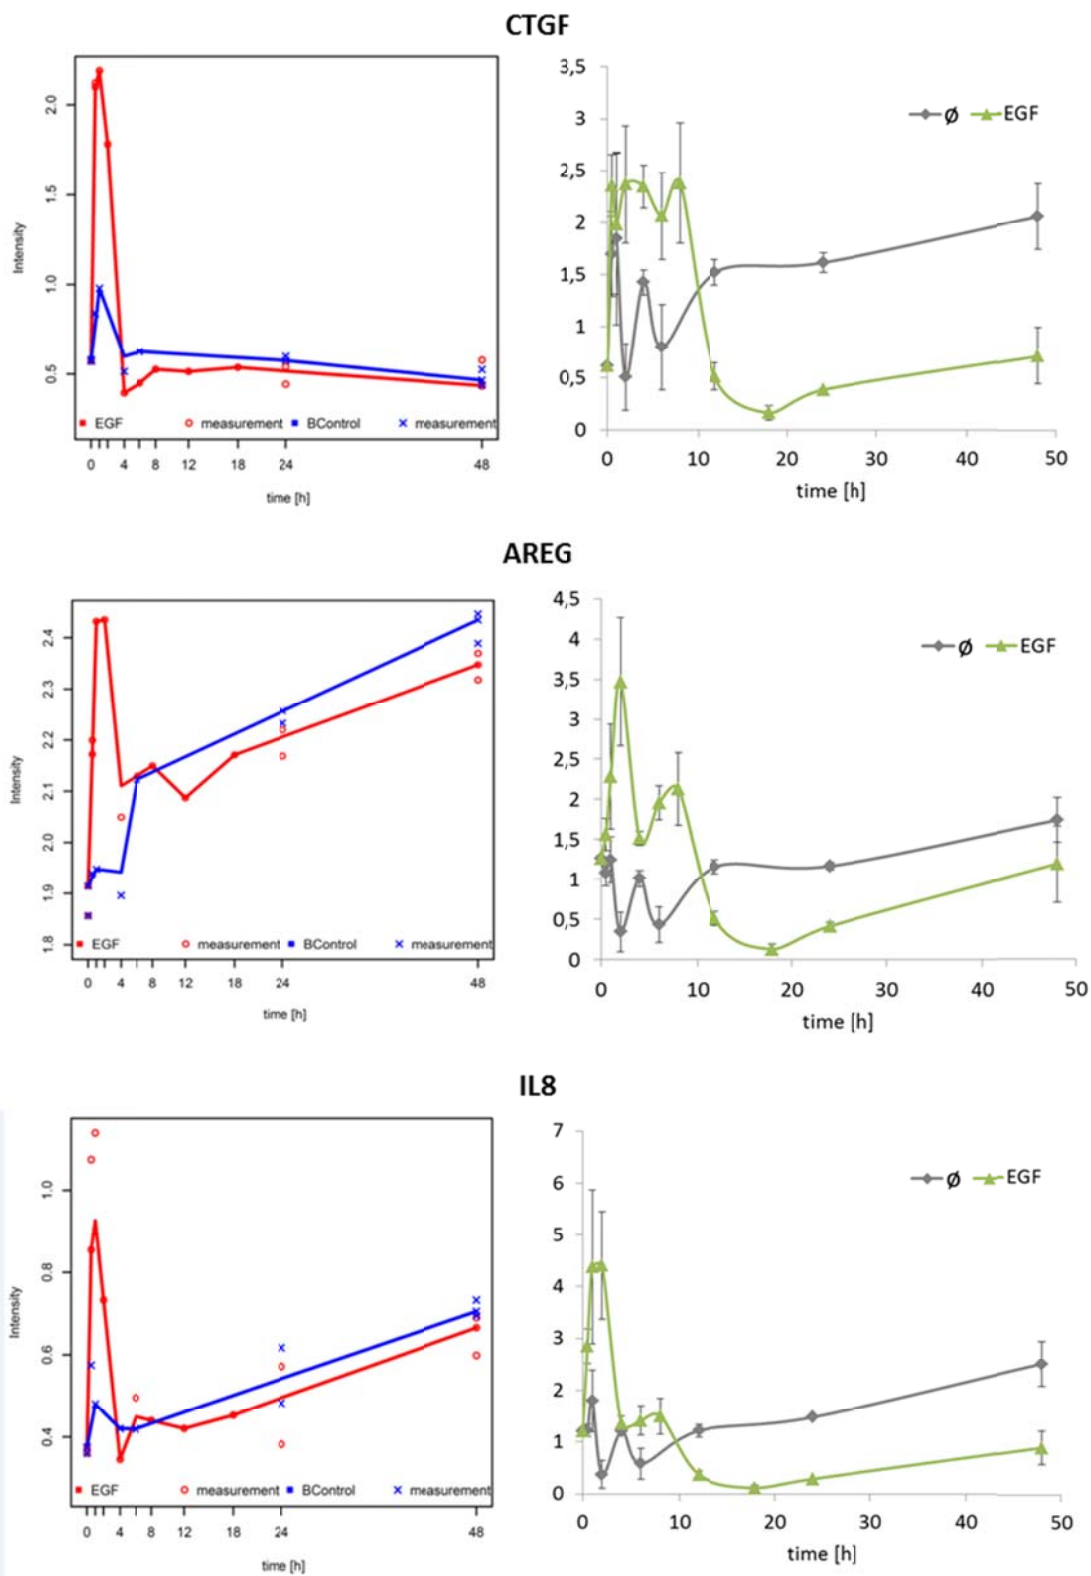 CTGF
Intensity
2.0
1.5
1.0
0.5
EGF measurement BControl measurement
0 4 8 12 18 24 48
time [h]
3,5
3
2,5
2
1,5
1
0,5
0
Ø EGF
0 10 20 30 40 50
time [h]
AREG
Intensity
2.4
2.3
2.2
2.1
2.0
1.9
1.8
EGF measurement BControl measurement
0 4 8 12 18 24 48
time [h]
4,5
4
3,5
3
2,5
2
1,5
1
0,5
0
Ø EGF
0 10 20 30 40 50
time [h]
IL8
Intensity
1.0
0.8
0.6
0.4
EGF measurement BControl measurement
0 4 8 12 18 24 48
time [h]
7
6
5
4
3
2
1
0
Ø EGF
0 10 20 30 40 50
time [h]